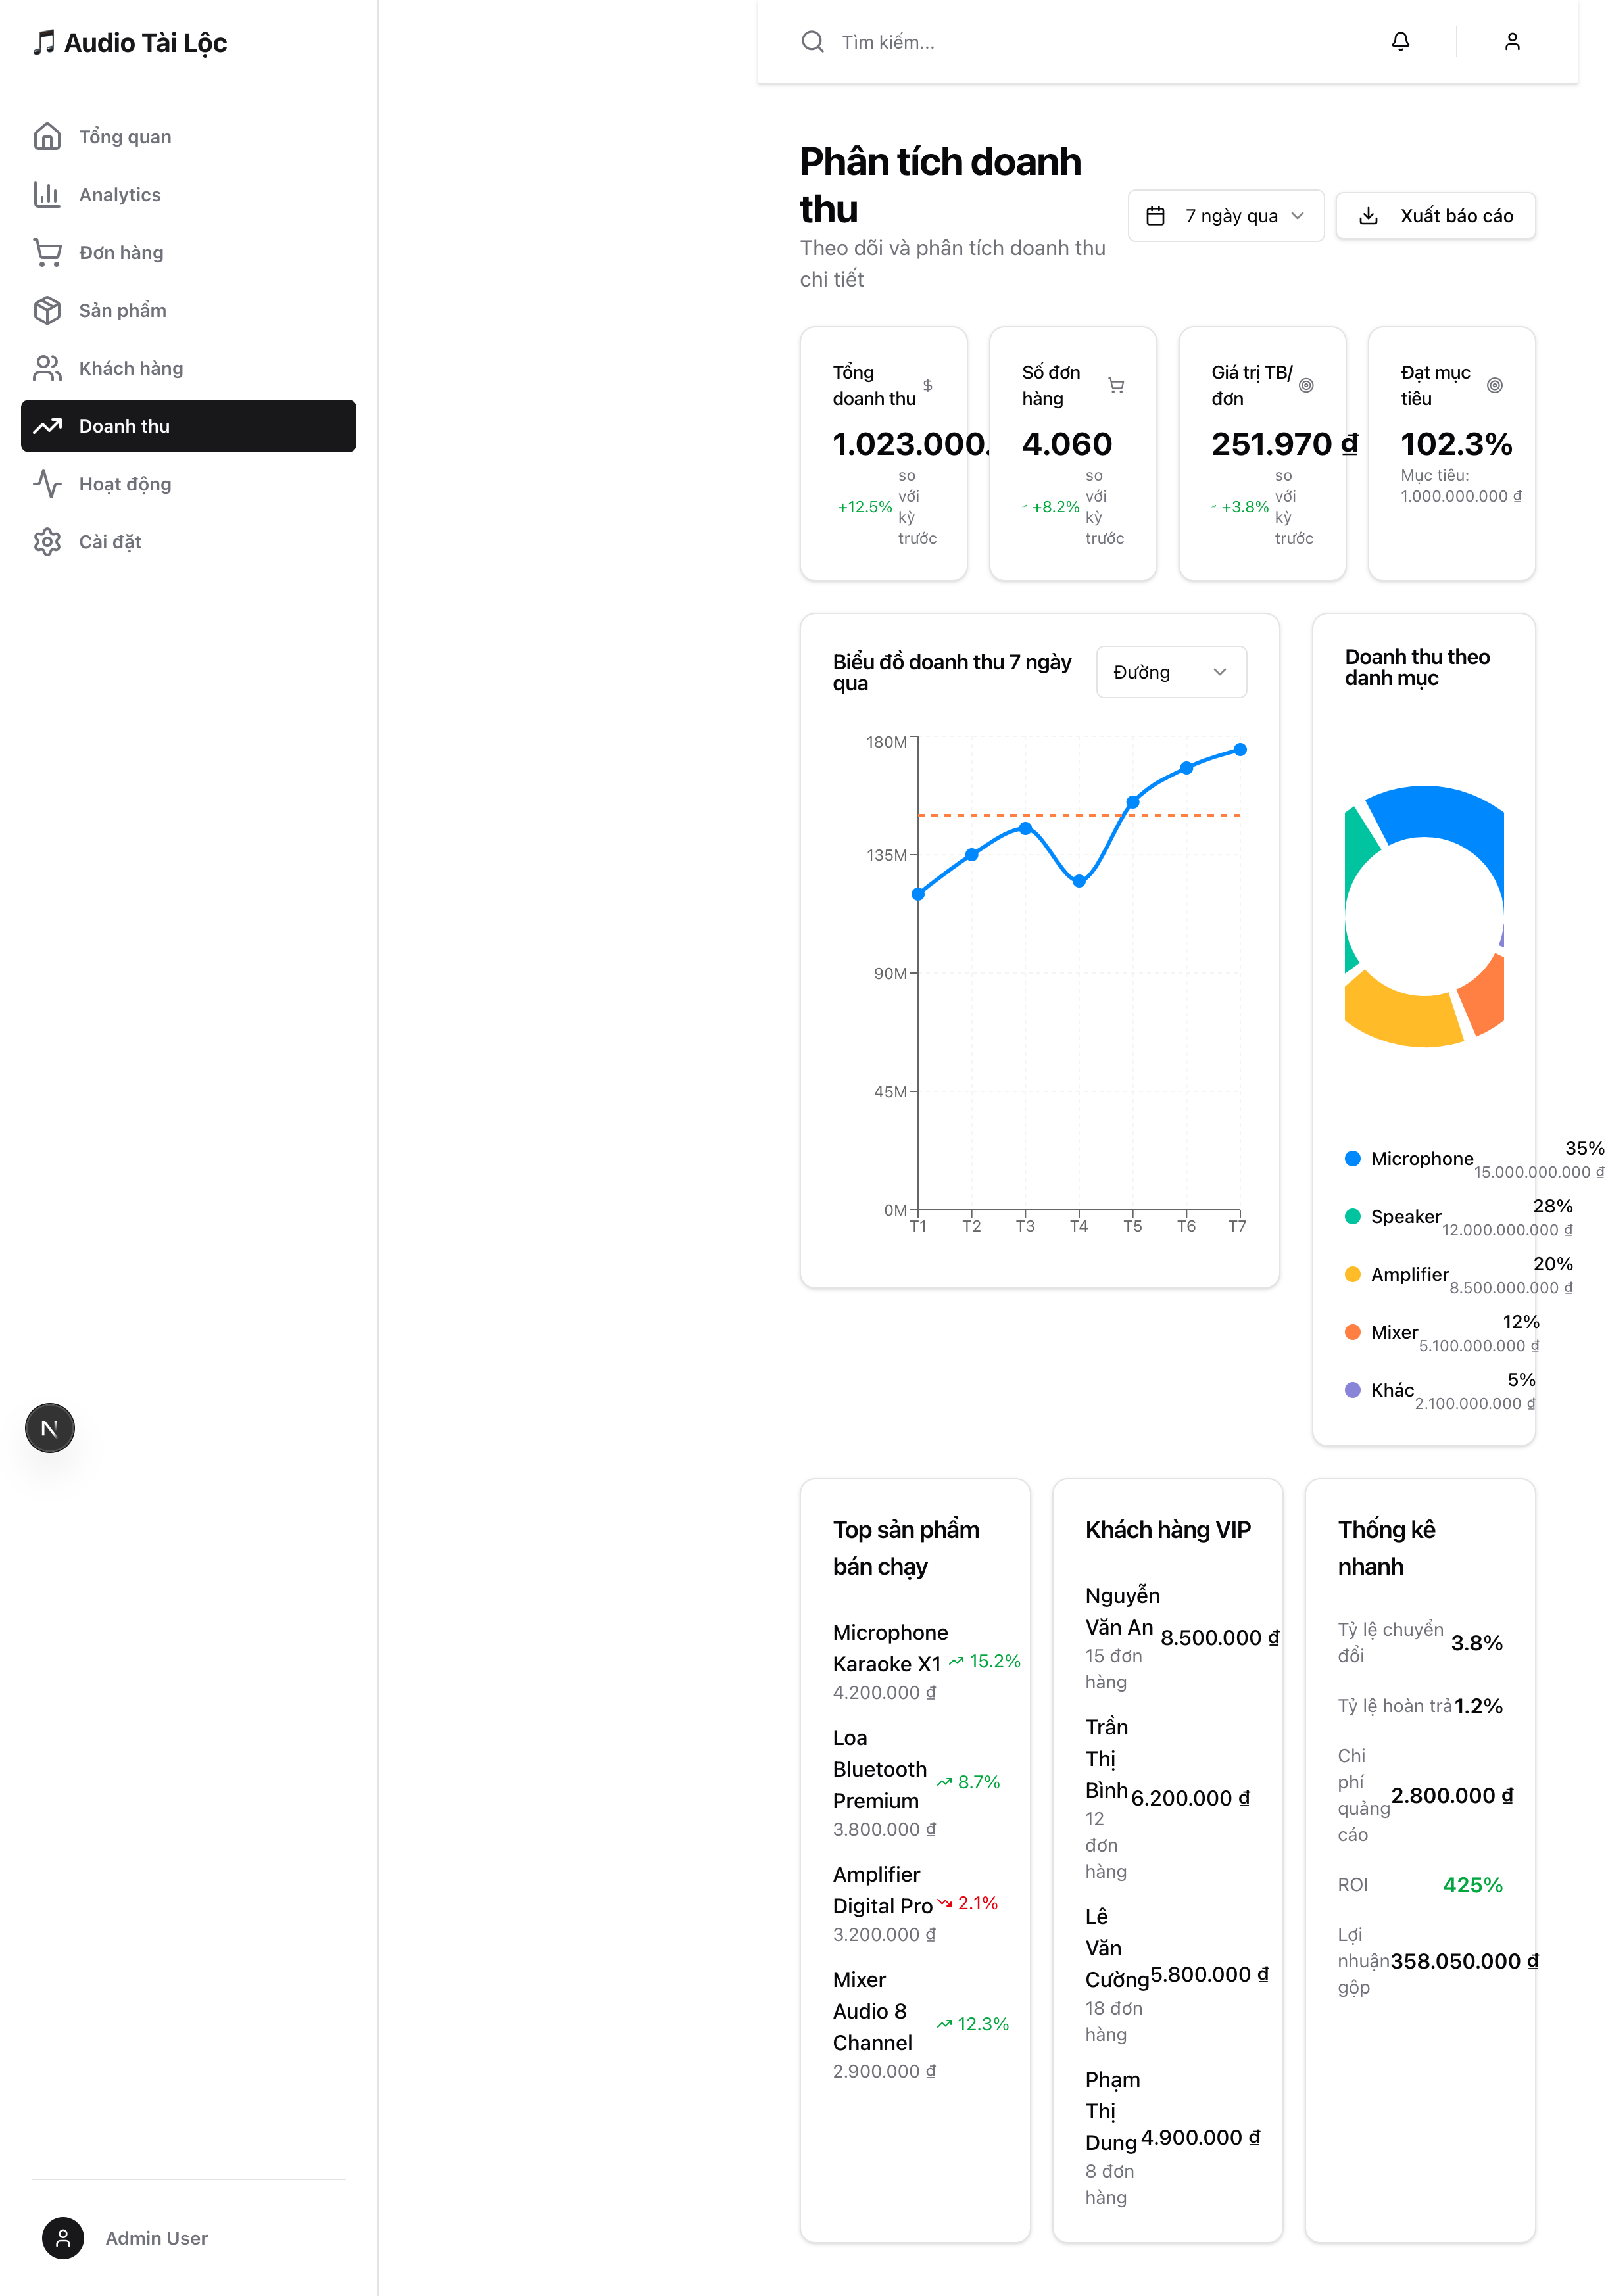 Audio Tài Lộc
Tổng quan
Analytics
Đơn hàng
Sản phẩm
Khách hàng
Doanh thu
Hoạt động
Cài đặt
Admin User
Tìm kiếm...
Phân tích doanh
thu
Theo dõi và phân tích doanh thu
chi tiết
7 ngày qua
Xuất báo cáo
Tổng
doanh thu
1.023.000.
+12.5%
so
với
kỳ
trước
Số đơn
hàng
4.060
+8.2%
so
với
kỳ
trước
Giá trị TB/
đơn
251.970 ₫
+3.8%
so
với
kỳ
trước
Đạt mục
tiêu
102.3%
Mục tiêu:
1.000.000.000 ₫
Biểu đồ doanh thu 7 ngày
qua
Đường
180M
135M
90M
45M
0M
T1 T2 T3 T4 T5 T6 T7
Doanh thu theo
danh mục
Microphone
35%
15.000.000.000 ₫
Speaker
28%
12.000.000.000 ₫
Amplifier
20%
8.500.000.000 ₫
Mixer
12%
5.100.000.000 ₫
Khác
5%
2.100.000.000 ₫
Top sản phẩm
bán chạy
Microphone
Karaoke X1
4.200.000 ₫
15.2%
Loa
Bluetooth
Premium
3.800.000 ₫
8.7%
Amplifier
Digital Pro
3.200.000 ₫
2.1%
Mixer
Audio 8
Channel
2.900.000 ₫
12.3%
Khách hàng VIP
Nguyễn
Văn An
15 đơn
hàng
8.500.000 ₫
Trần
Thị
Bình
12
đơn
hàng
6.200.000 ₫
Lê
Văn
Cường
18 đơn
hàng
5.800.000 ₫
Phạm
Thị
Dung
8 đơn
hàng
4.900.000 ₫
Thống kê
nhanh
Tỷ lệ chuyển
đổi
3.8%
Tỷ lệ hoàn trả
1.2%
Chi
phí
quảng
cáo
2.800.000 ₫
ROI
425%
Lợi
nhuận
gộp
358.050.000 ₫
N